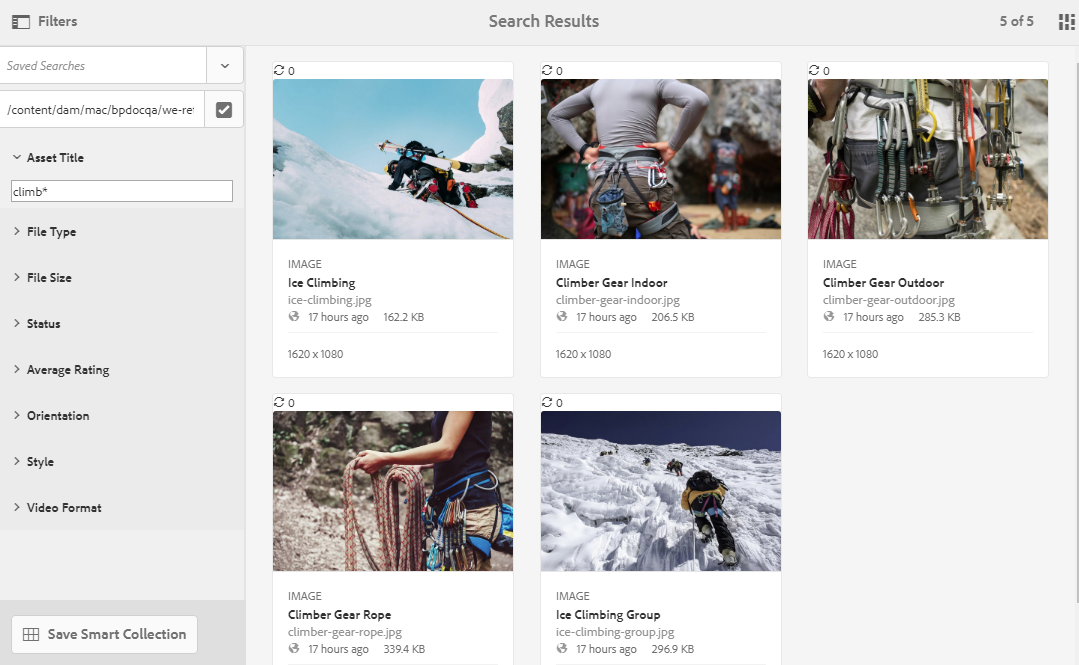 Filters
Search Results
5 of 5
Saved Searches
/content/dam/mac/bpdocqa/we-ret
Asset Title
climb*
File Type
File Size
Status
Average Rating
Orientation
Style
Video Format
Save Smart Collection
0
IMAGE
Ice Climbing
ice-climbing.jpg
17 hours ago 162.2 KB
1620 x 1080
0
IMAGE
Climber Gear Indoor
climber-gear-indoor.jpg
17 hours ago 206.5 KB
1620 x 1080
0
IMAGE
Climber Gear Outdoor
climber-gear-outdoor.jpg
17 hours ago 285.3 KB
1620 x 1080
0
IMAGE
Climber Gear Rope
climber-gear-rope.jpg
17 hours ago 339.4 KB
0
IMAGE
Ice Climbing Group
ice-climbing-group.jpg
17 hours ago 296.9 KB